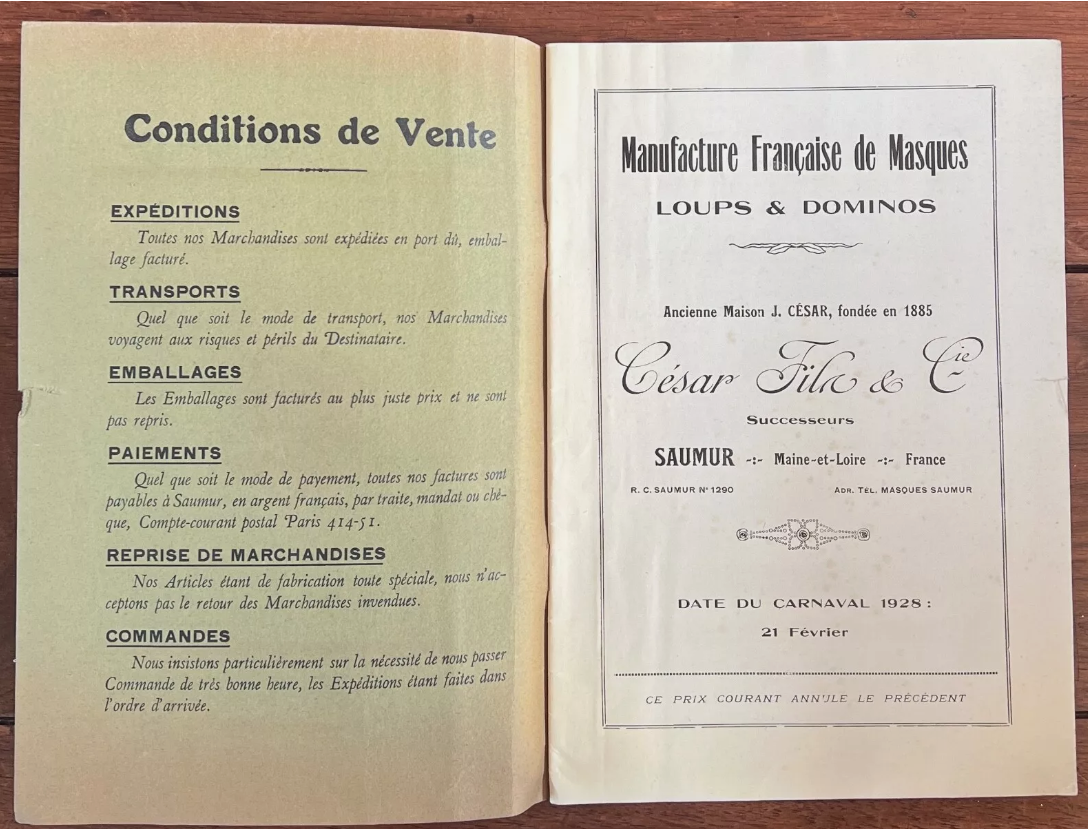 Conditions de Vente
EXPÉDITIONS
Toutes nos Marchandises sont expédiées en port dû, embal-
lage facturé.
TRANSPORTS
Quel que soit le mode de transport, nos Marchandises
voyagent aux risques et périls du Destinataire.
EMBALLAGES
Les Emballages sont facturés au plus juste prix et ne sont
pas repris.
PAIEMENTS
Quel que soit le mode de payement, toutes nos factures sont
payables à Saumur, en argent français, par traite, mandat ou chè-
que, Compte-courant postal Paris 414-51.
REPRISE DE MARCHANDISES
Nos Articles étant de fabrication toute spéciale, nous n'ac-
ceptons pas le retour des Marchandises invendues.
COMMANDES
Nous insistons particulièrement sur la nécessité de nous passer
Commande de très bonne heure, les Expéditions étant faites dans
l'ordre d'arrivée.
Manufacture Française de Masques
LOUPS & DOMINOS
Ancienne Maison J. CÉSAR, fondée en 1885
César Fils & Cie
Successeurs
SAUMUR -:- Maine-et-Loire -:- France
R. C. SAUMUR N° 1290 ADR. TÉL. MASQUES SAUMUR
DATE DU CARNAVAL 1928 :
21 Février
CE PRIX COURANT ANNULE LE PRÉCÉDENT